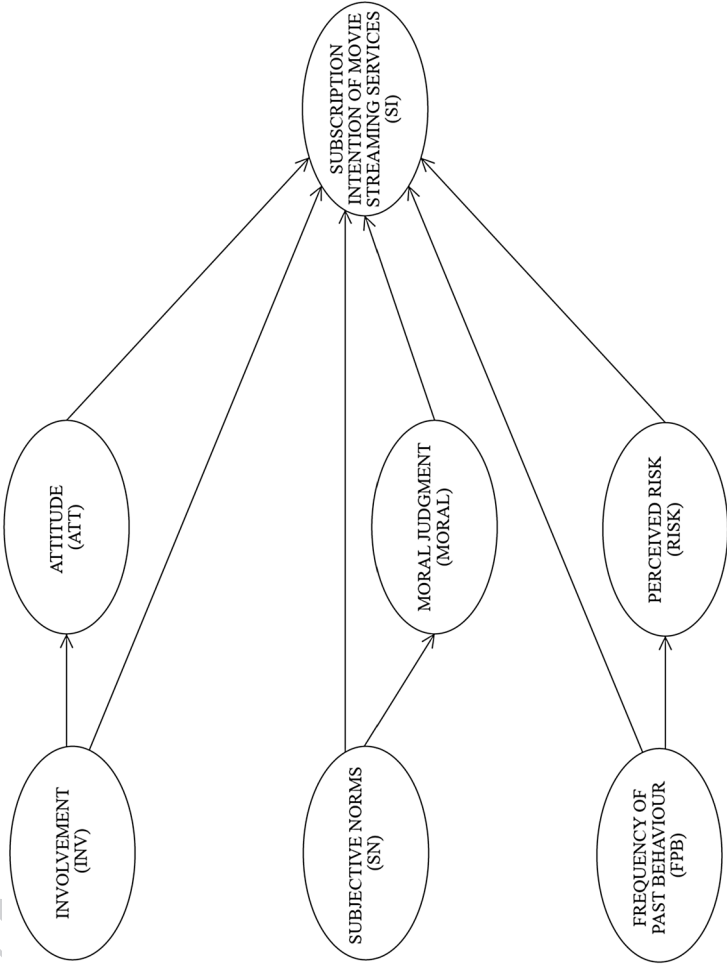 SUBSCRIPTION
INTENTION OF MOVIE
STREAMING SERVICES
(SI)
ATTITUDE
(ATT)
MORAL JUDGMENT
(MORAL)
PERCEIVED RISK
(RISK)
INVOLVEMENT
(INV)
SUBJECTIVE NORMS
(SN)
FREQUENCY OF
PAST BEHAVIOUR
(FPB)